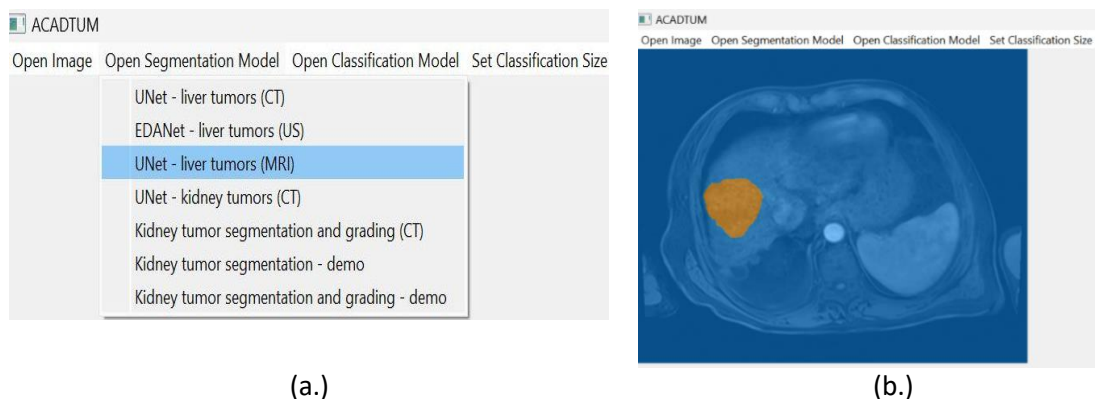 ACADTUM
Open Image Open Segmentation Model Open Classification Model Set Classification Size
UNet - liver tumors (CT)
EDANet - liver tumors (US)
UNet - liver tumors (MRI)
UNet - kidney tumors (CT)
Kidney tumor segmentation and grading (CT)
Kidney tumor segmentation - demo
Kidney tumor segmentation and grading - demo
(a.)
ACADTUM
Open Image Open Segmentation Model Open Classification Model Set Classification Size
(b.)